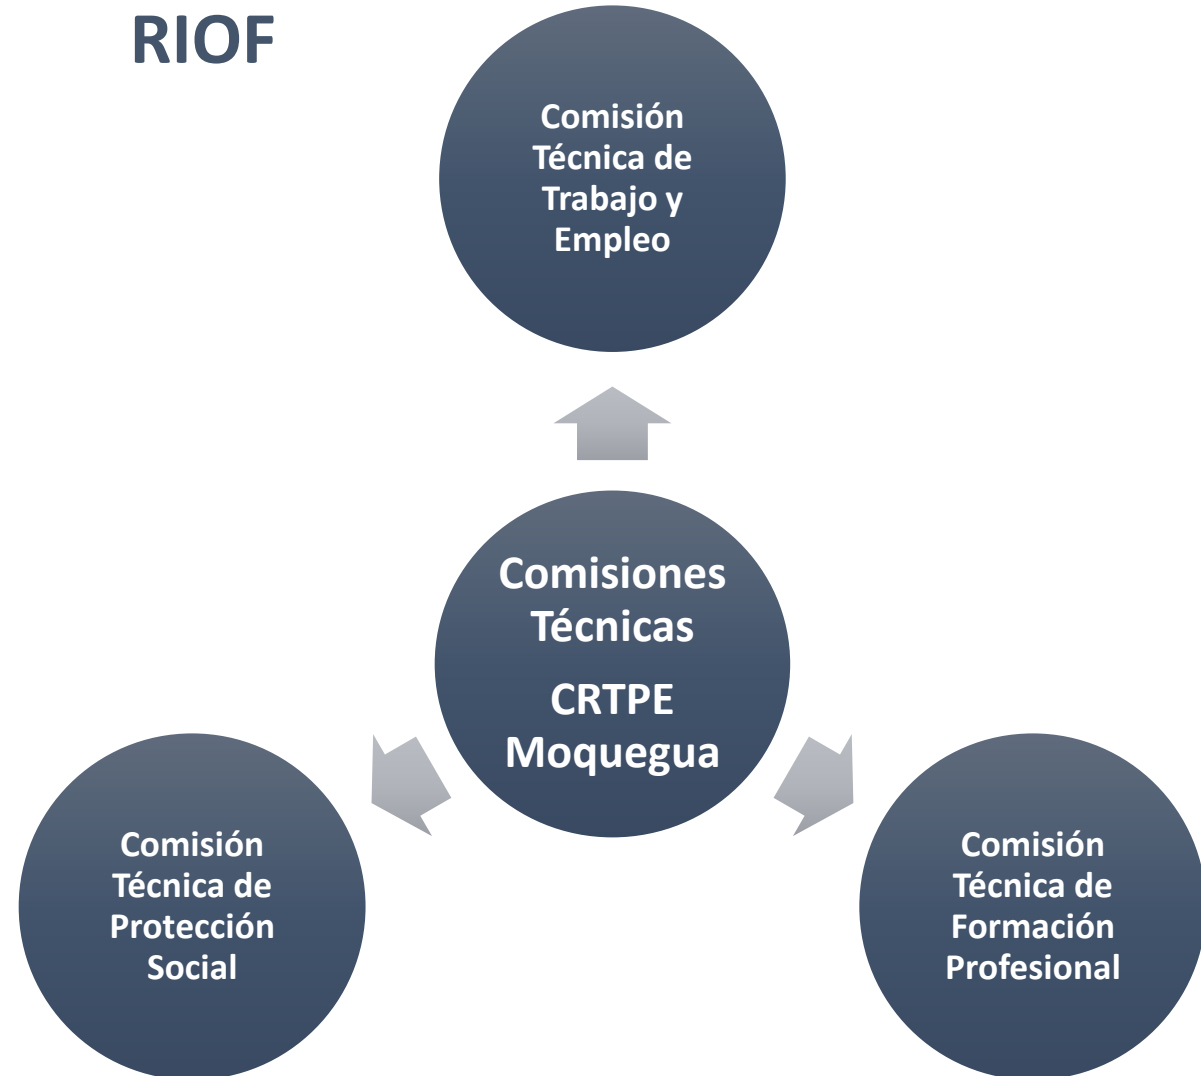 RIOF
Comisión
Técnica de
Trabajo y
Empleo
Comisiones
Técnicas
CRTPE
Moquegua
Comisión
Técnica de
Protección
Social
Comisión
Técnica de
Formación
Profesional